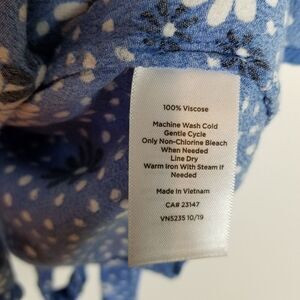 100% Viscose
Machine Wash Cold
Gentle Cycle
Only Non-Chlorine Bleach
When Needed
Line Dry
Warm Iron With Steam If
Needed
Made In Vietnam
CA# 23147
VN5235 10/19